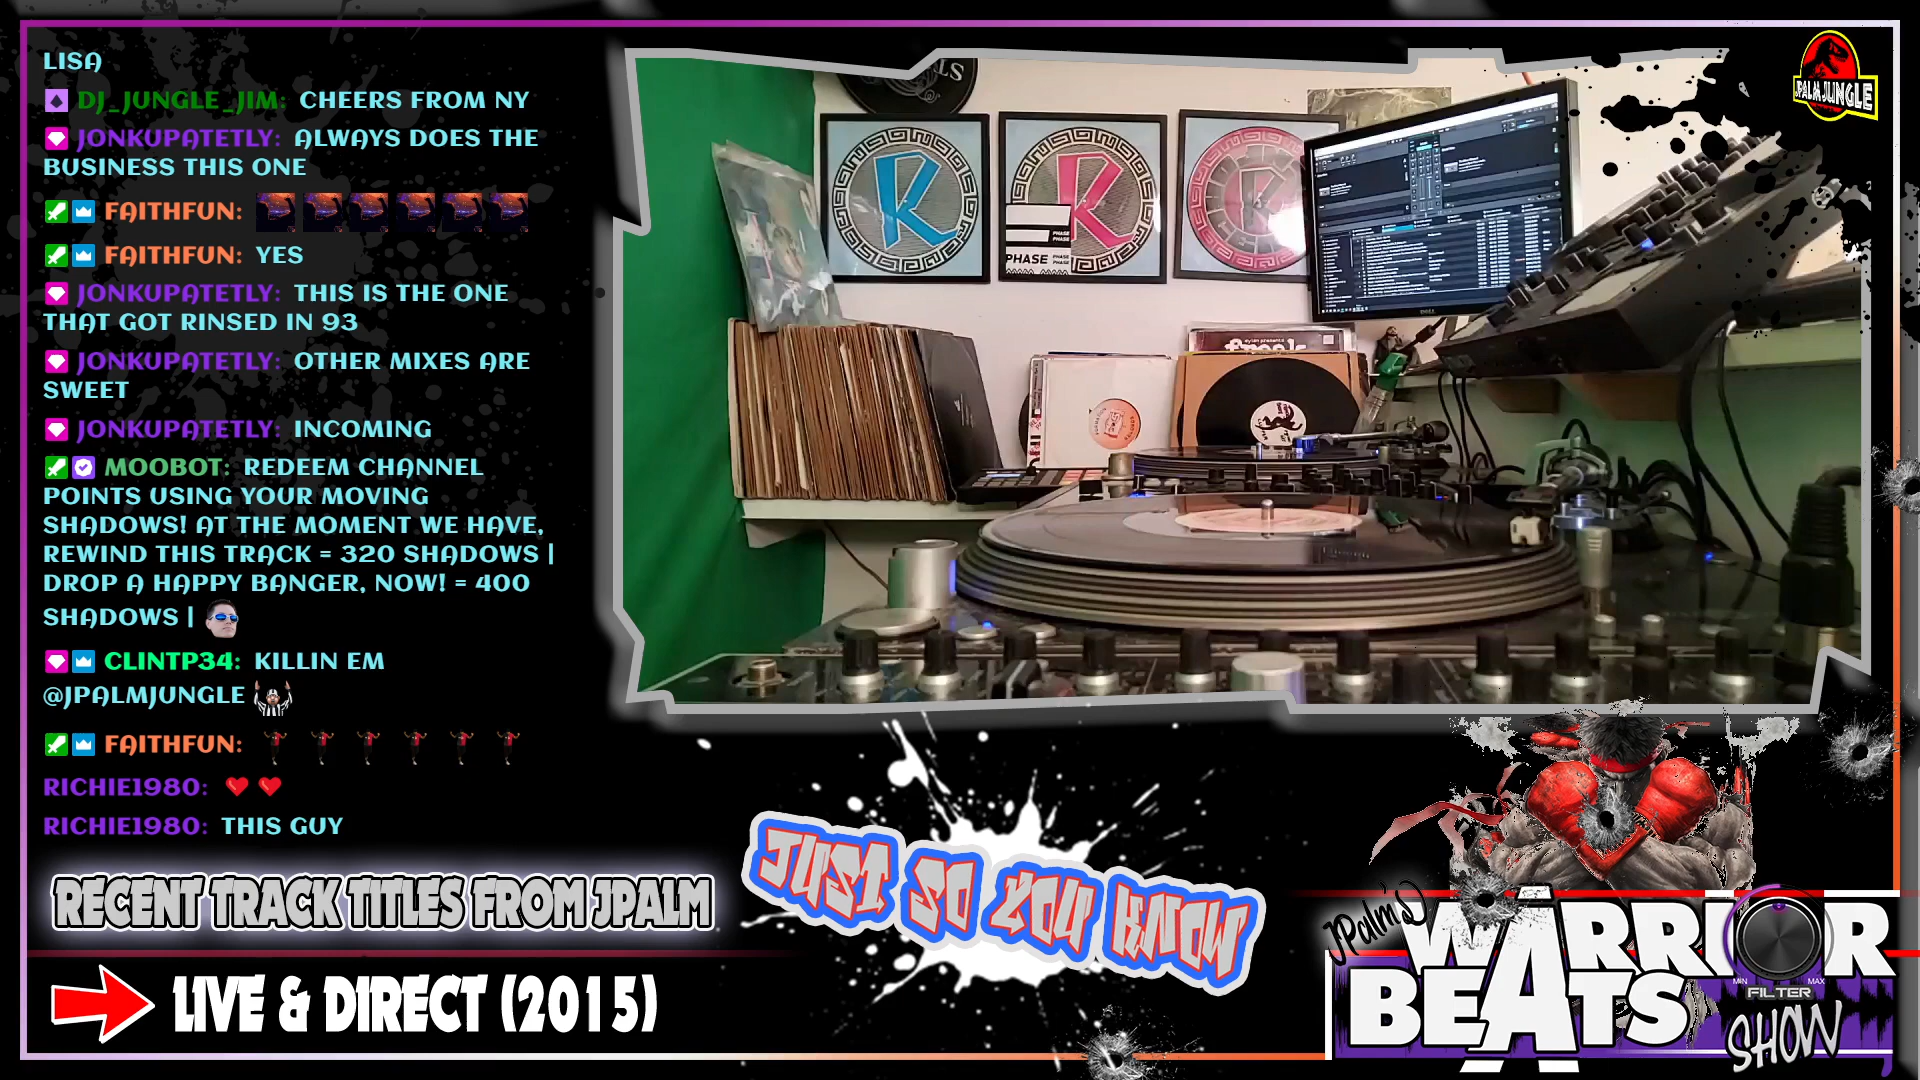 LISA
DJ_JUNGLE_JIM: CHEERS FROM NY
JONKUPATETLY: ALWAYS DOES THE
BUSINESS THIS ONE
FAITHFUN:
FAITHFUN: YES
JONKUPATETLY: THIS IS THE ONE
THAT GOT RINSED IN 93
JONKUPATETLY: OTHER MIXES ARE
SWEET
JONKUPATETLY: INCOMING
MOOBOT: REDEEM CHANNEL
POINTS USING YOUR MOVING
SHADOWS! AT THE MOMENT WE HAVE,
REWIND THIS TRACK = 320 SHADOWS |
DROP A HAPPY BANGER, NOW! = 400
SHADOWS |
CLINTP34: KILLIN EM
@JPALMJUNGLE
FAITHFUN:
RICHIE1980:
RICHIE1980: THIS GUY
RECENT TRACK TITLES FROM JPALM
LIVE & DIRECT (2015)
JPALM JUNGLE
R
R
R
PHASE
PHASE
PHASE
PHASE
PHASE
JUST SO YOU KNOW
JPalm's
WARRIOR
BEATS
MIN
MAX
FILTER
SHOW